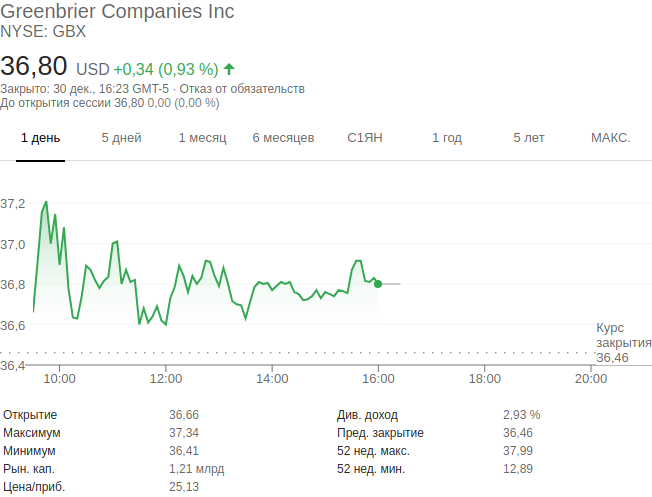 Greenbrier Companies Inc
NYSE: GBX
36,80 USD +0,34 (0,93 %)
Закрыто: 30 дек., 16:23 GMT-5 · Отказ от обязательств
До открытия сессии 36,80 0,00 (0,00 %)
1 день 5 дней 1 месяц 6 месяцев С1ЯН 1 год 5 лет МАКС.
37,2
37,0
36,8
36,6
Курс
закрытия
36,46
36,4
10:00 12:00 14:00 16:00 18:00 20:00
Открытие 36,66 Див. доход 2,93 %
Максимум 37,34 Пред. закрытие 36,46
Минимум 36,41 52 нед. макс. 37,99
Рын. кап. 1,21 млрд 52 нед. мин. 12,89
Цена/приб. 25,13